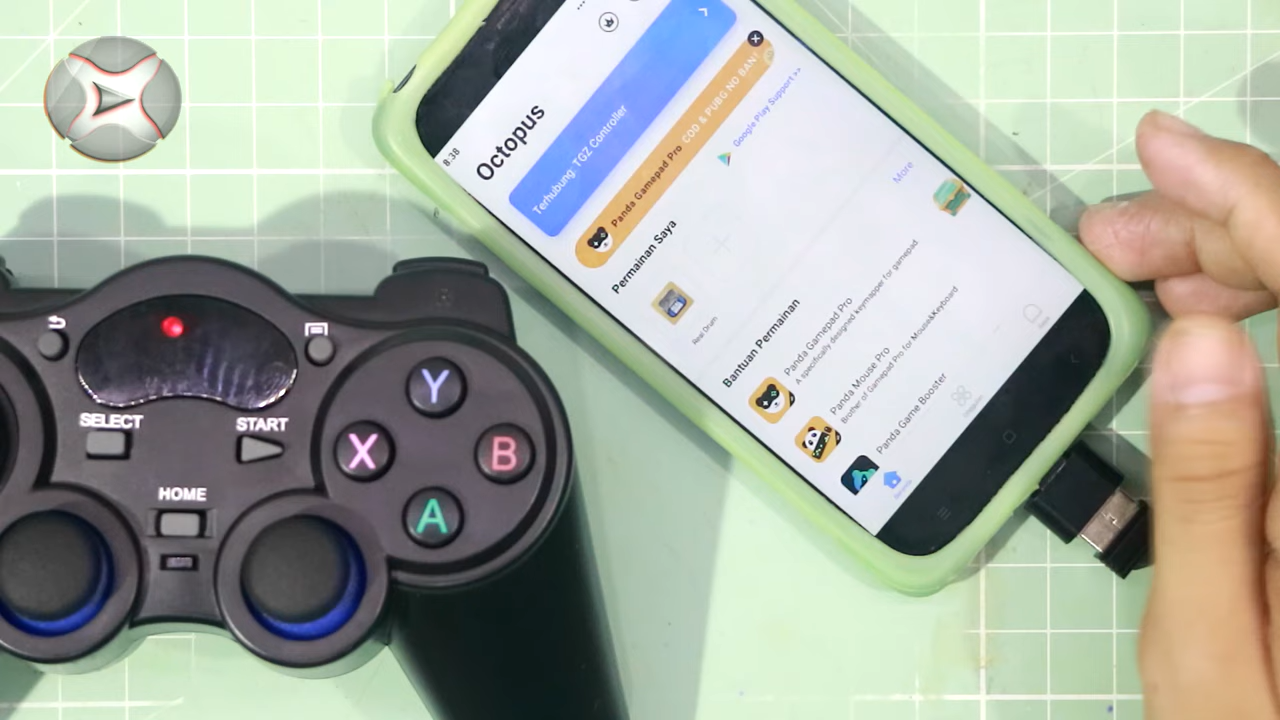 8:38
Octopus
Terhubung: TGZ Controller
Panda Gamepad Pro COD & PUBG NO BAN!
Google Play Support >>
Permainan Saya
More
Real Drum
Bantuan Permainan
Panda Gamepad Pro
A specifically designed keymapper for gamepad
Panda Mouse Pro
Brother of Gamepad Pro for Mouse&Keyboard
Panda Game Booster
SELECT
START
HOME
Y
X
B
A